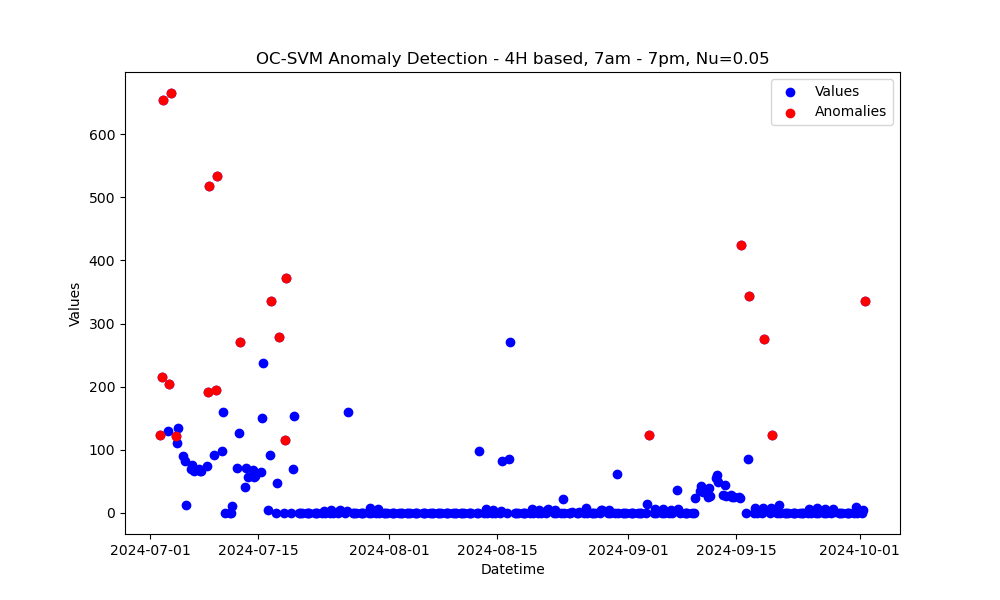 OC-SVM Anomaly Detection - 4H based, 7am - 7pm, Nu=0.05
Values
Anomalies
600
500
400
300
200
100
0
Values
2024-07-01 2024-07-15 2024-08-01 2024-08-15 2024-09-01 2024-09-15 2024-10-01
Datetime